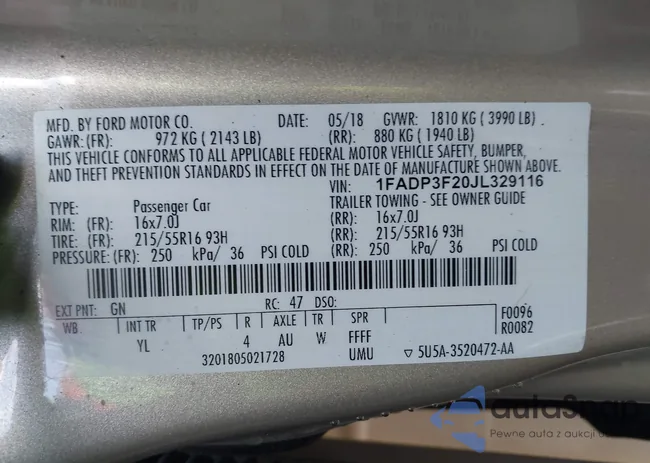 MFD. BY FORD MOTOR CO. DATE: 05/18 GVWR: 1810 KG ( 3990 LB)
GAWR: (FR): 972 KG ( 2143 LB) (RR): 880 KG ( 1940 LB)
THIS VEHICLE CONFORMS TO ALL APPLICABLE FEDERAL MOTOR VEHICLE SAFETY, BUMPER,
AND THEFT PREVENTION STANDARDS IN EFFECT ON THE DATE OF MANUFACTURE SHOWN ABOVE.
VIN: 1FADP3F20JL329116
TYPE: Passenger Car TRAILER TOWING - SEE OWNER GUIDE
RIM: (FR): 16x7.0J (RR): 16x7.0J
TIRE: (FR): 215/55R16 93H (RR): 215/55R16 93H
PRESSURE: (FR): 250 kPa/ 36 PSI COLD (RR): 250 kPa/ 36 PSI COLD
EXT PNT: GN RC: 47 DSO:
WB INT TR TP/PS R AXLE TR SPR F0096
YL 4 AU W FFFF R0082
3201805021728 UMU ▽ 5U5A-3520472-AA
autaSnap
Pewne auta z aukcji